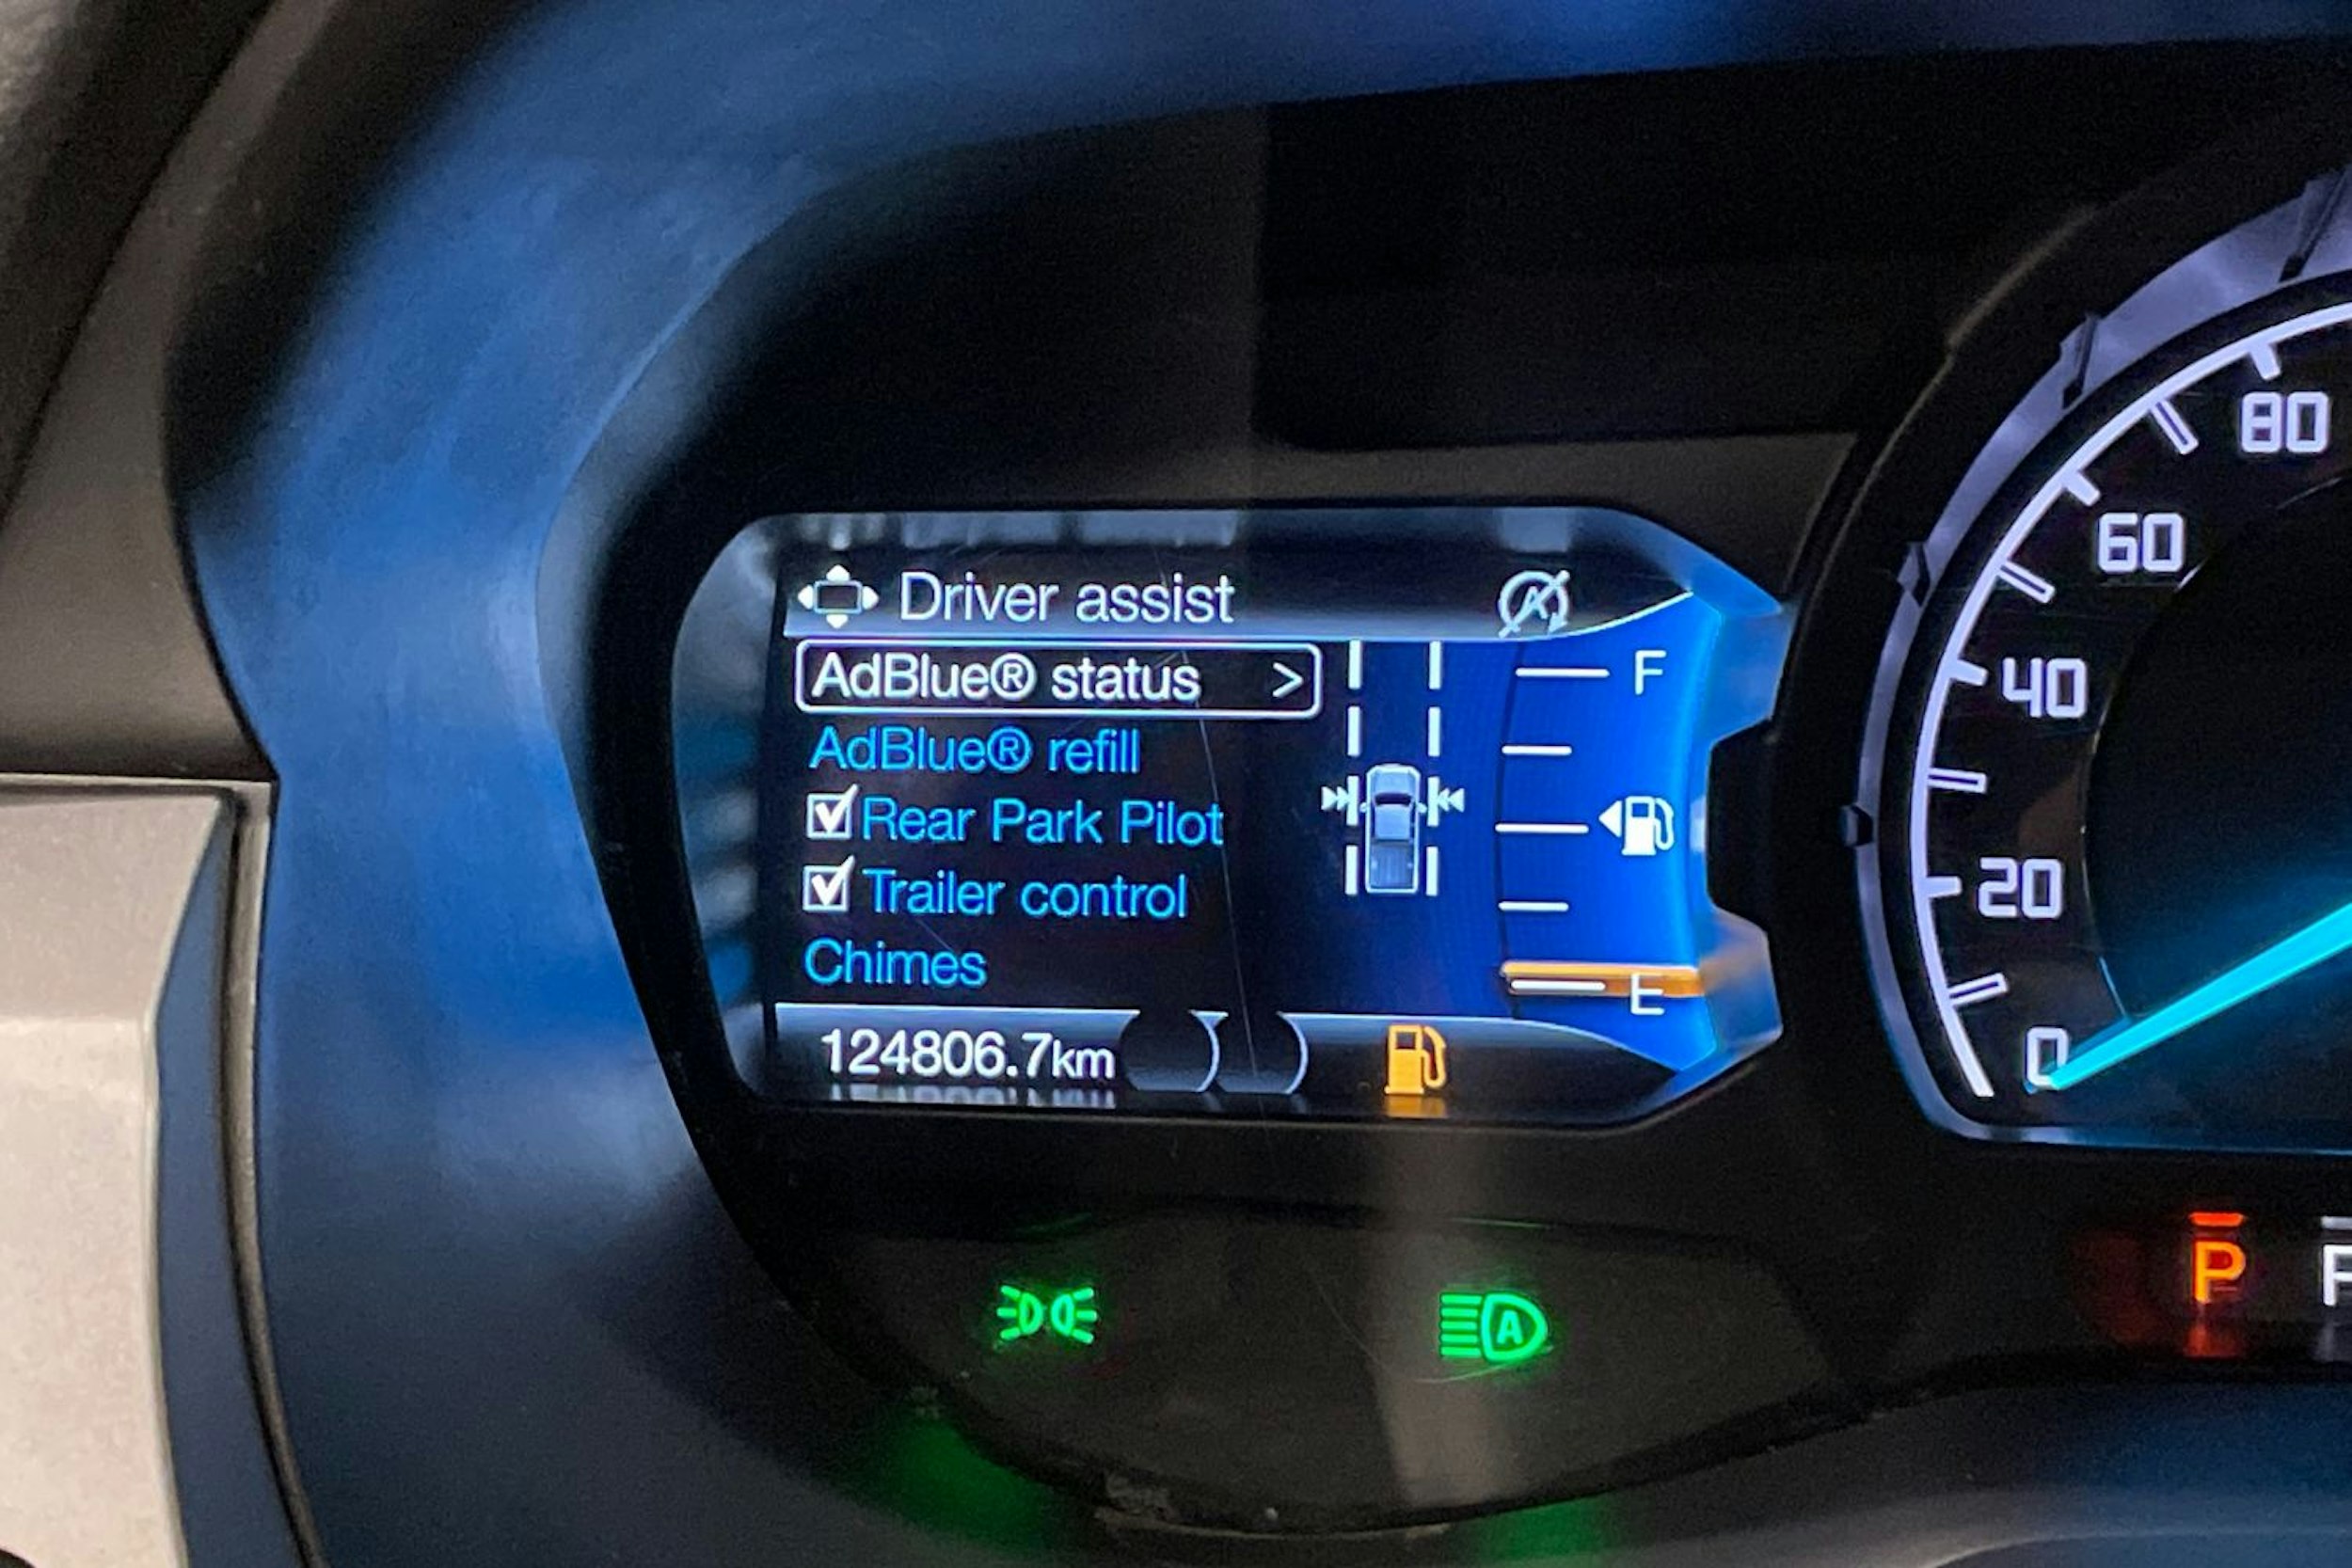 Driver assist
AdBlue® status >
AdBlue® refill
Rear Park Pilot
Trailer control
Chimes
124806.7km
F
E
80
60
40
20
0
A
P